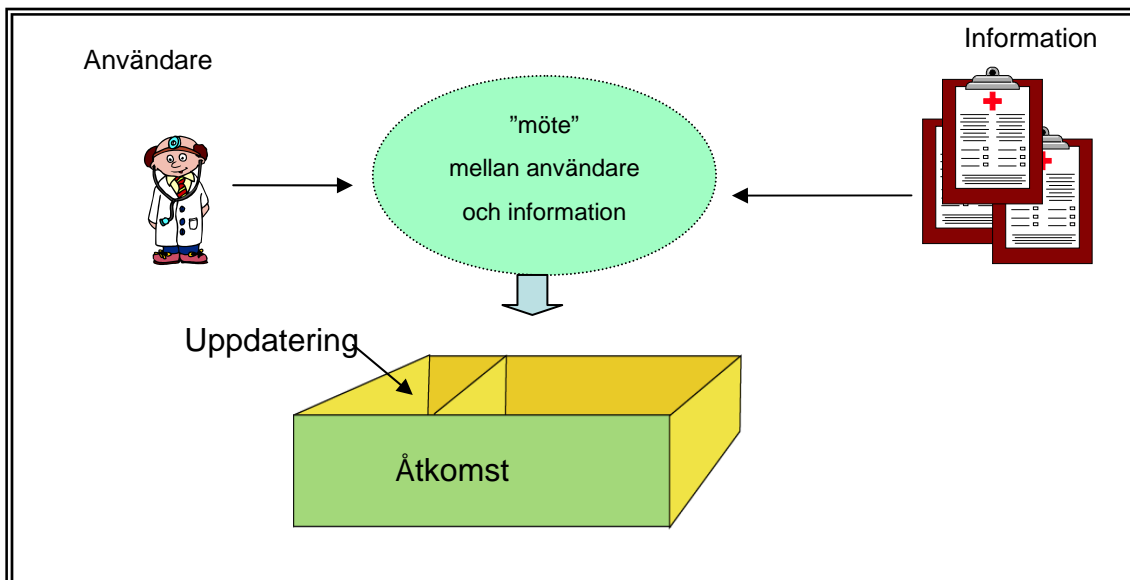 Användare
Information
”möte”
mellan användare
och information
Uppdatering
Åtkomst